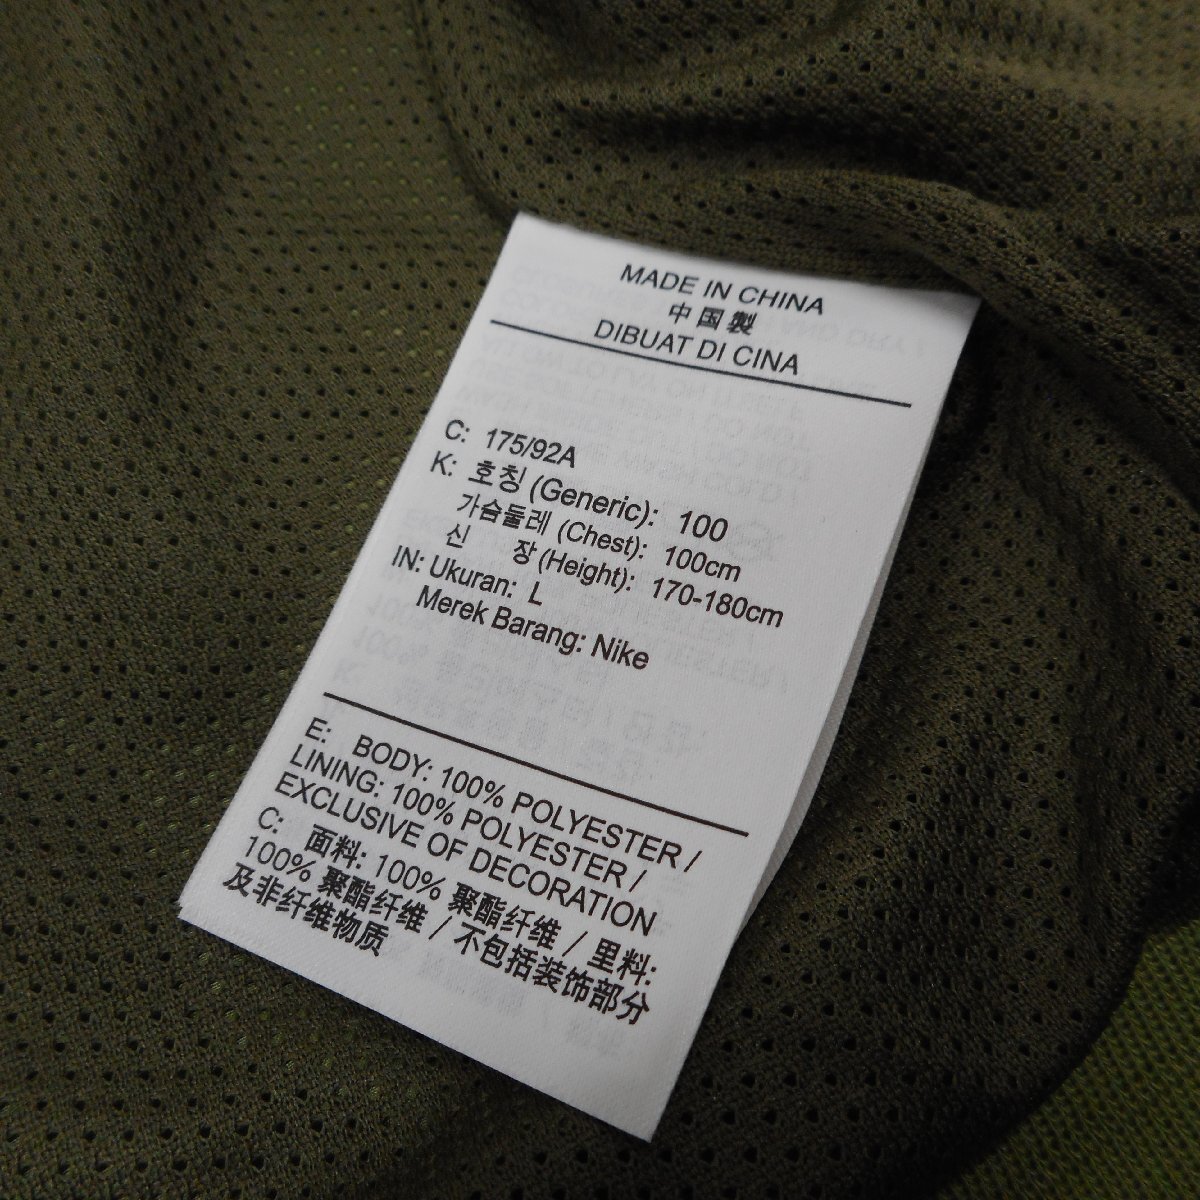 MADE IN CHINA
中国製
DIBUAT DI CINA
C: 175/92A
K: 호칭 (Generic): 100
가슴둘레 (Chest): 100cm
신 장 (Height): 170-180cm
IN: Ukuran: L
Merek Barang: Nike
E: BODY: 100% POLYESTER /
LINING: 100% POLYESTER /
EXCLUSIVE OF DECORATION
C: 面料: 100% 聚酯纤维 / 里料:
100% 聚酯纤维 / 不包括装饰部分
及非纤维物质